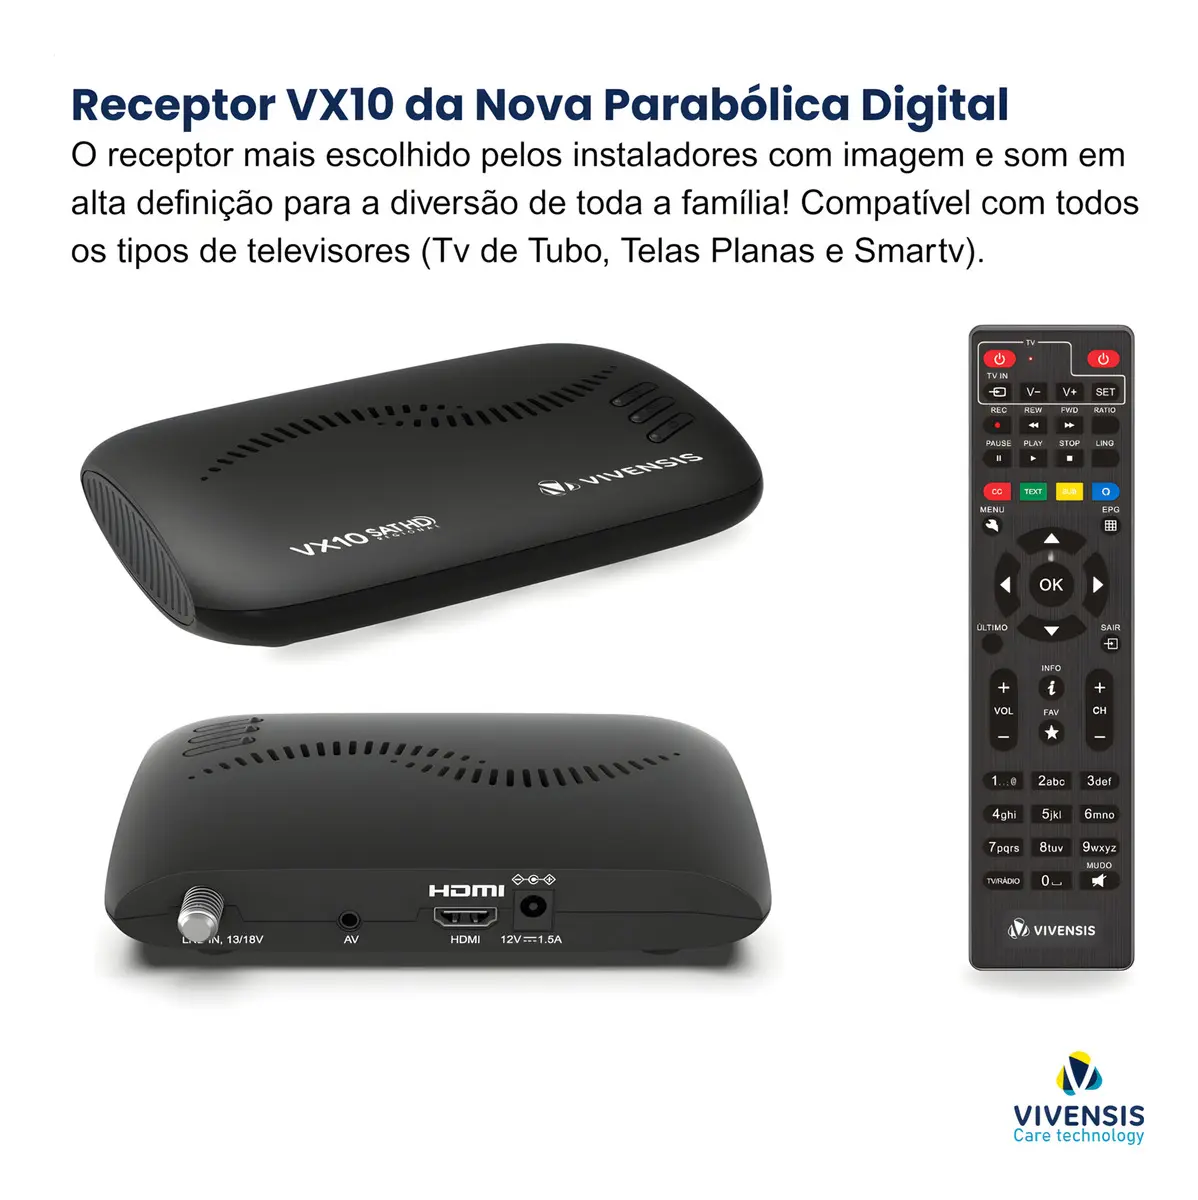 Receptor VX10 da Nova Parabólica Digital
O receptor mais escolhido pelos instaladores com imagem e som em
alta definição para a diversão de toda a família! Compatível com todos
os tipos de televisores (Tv de Tubo, Telas Planas e Smartv).
VIVENSIS
VX10 SATHD
REGIONAL
HDMI
IN, 13/18V
AV
HDMI
12V 1.5A
TV
TV IN
V- V+ SET
REC REW FWD RATIO
PAUSE PLAY STOP LING
CC TEXT SUB
MENU EPG
OK
ÚLTIMO SAIR
INFO
+ i +
VOL FAV CH
- -
1...@ 2abc 3def
4ghi 5jkl 6mno
7pqrs 8tuv 9wxyz
MUDO
TV/RÁDIO 0
VIVENSIS
VIVENSIS
Care technology